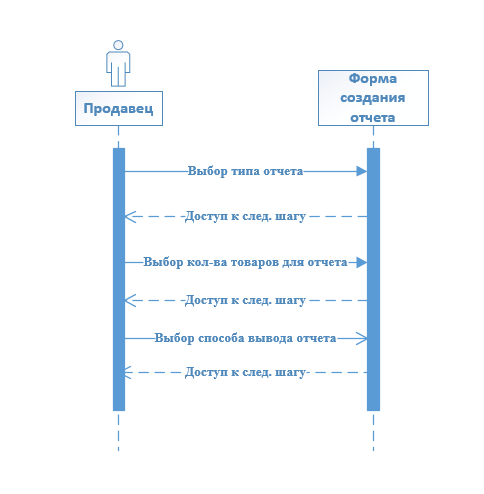 Продавец
Форма
создания
отчета
Выбор типа отчета
Доступ к след. шагу
Выбор кол-ва товаров для отчета
Доступ к след. шагу
Выбор способа вывода отчета
Доступ к след. шагу